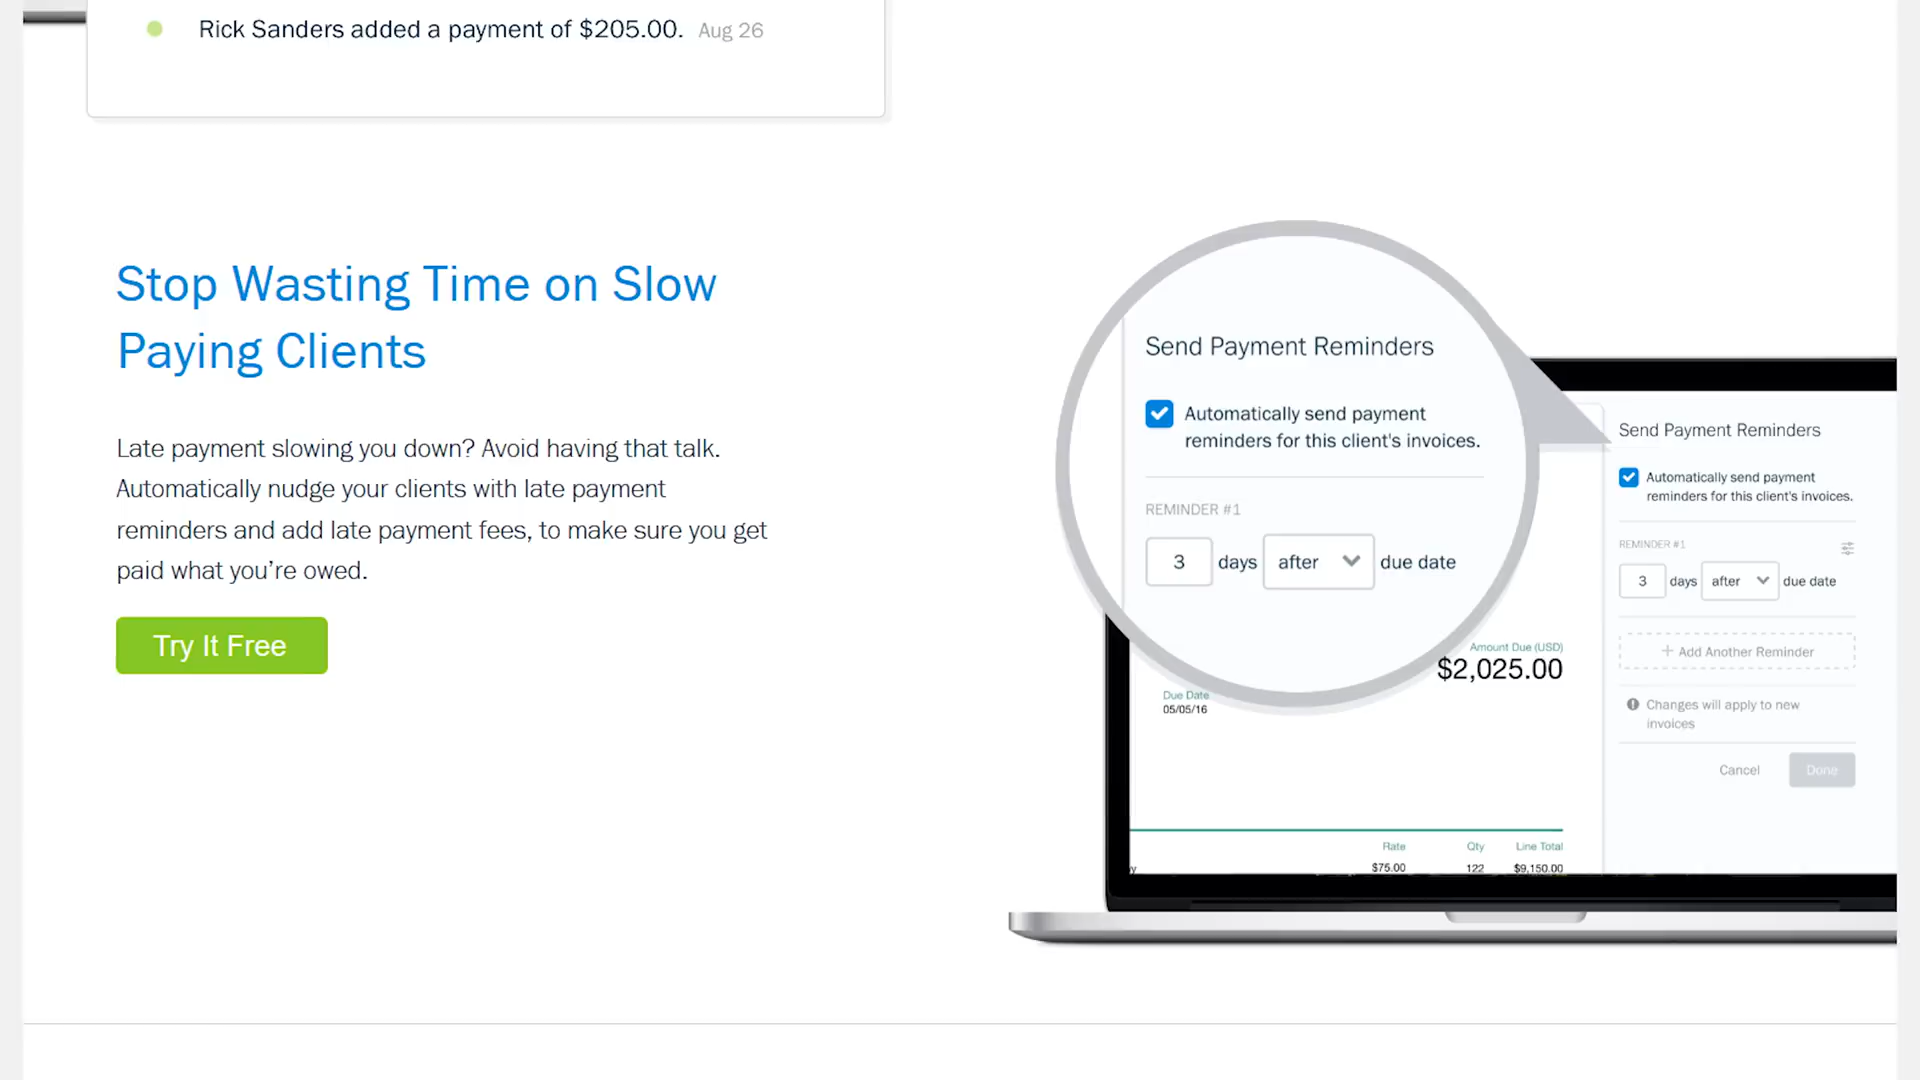 Rick Sanders added a payment of $205.00. Aug 26
Stop Wasting Time on Slow
Paying Clients
Late payment slowing you down? Avoid having that talk.
Automatically nudge your clients with late payment
reminders and add late payment fees, to make sure you get
paid what you’re owed.
Try It Free
Send Payment Reminders
Automatically send payment
reminders for this client's invoices.
REMINDER #1
3 days after due date
Amount Due (USD)
$2,025.00
Due Date
05/05/16
Rate Qty Line Total
y $75.00 122 $9,150.00
Send Payment Reminders
Automatically send payment
reminders for this client's invoices.
REMINDER #1
3 days after due date
+ Add Another Reminder
Changes will apply to new
invoices
Cancel Done